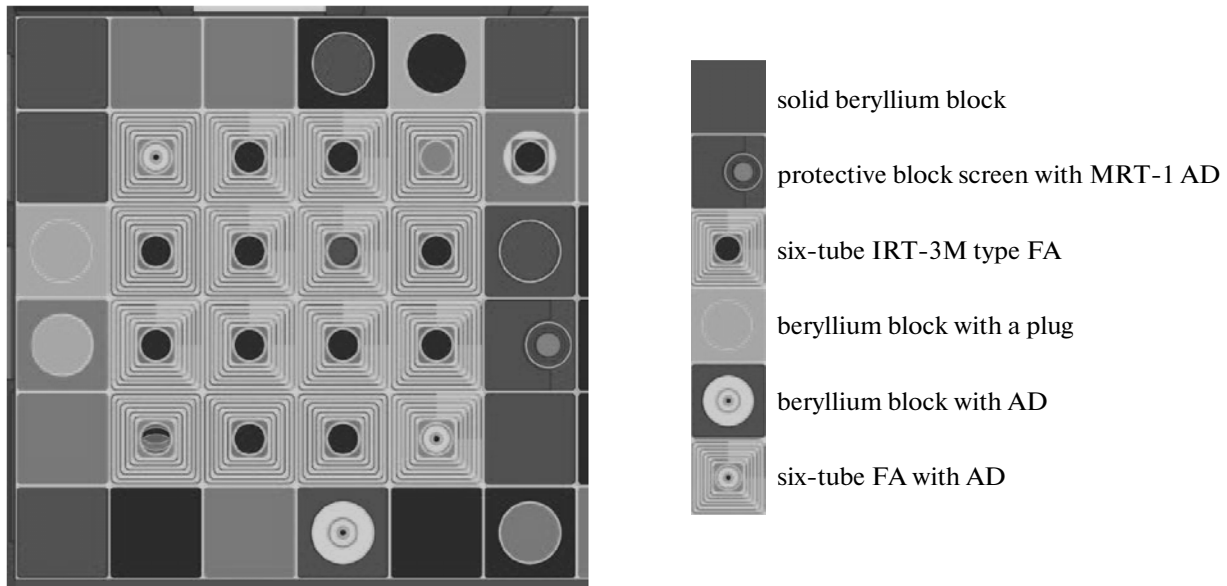 solid beryllium block
protective block screen with MRT-1 AD
six-tube IRT-3M type FA
beryllium block with a plug
beryllium block with AD
six-tube FA with AD